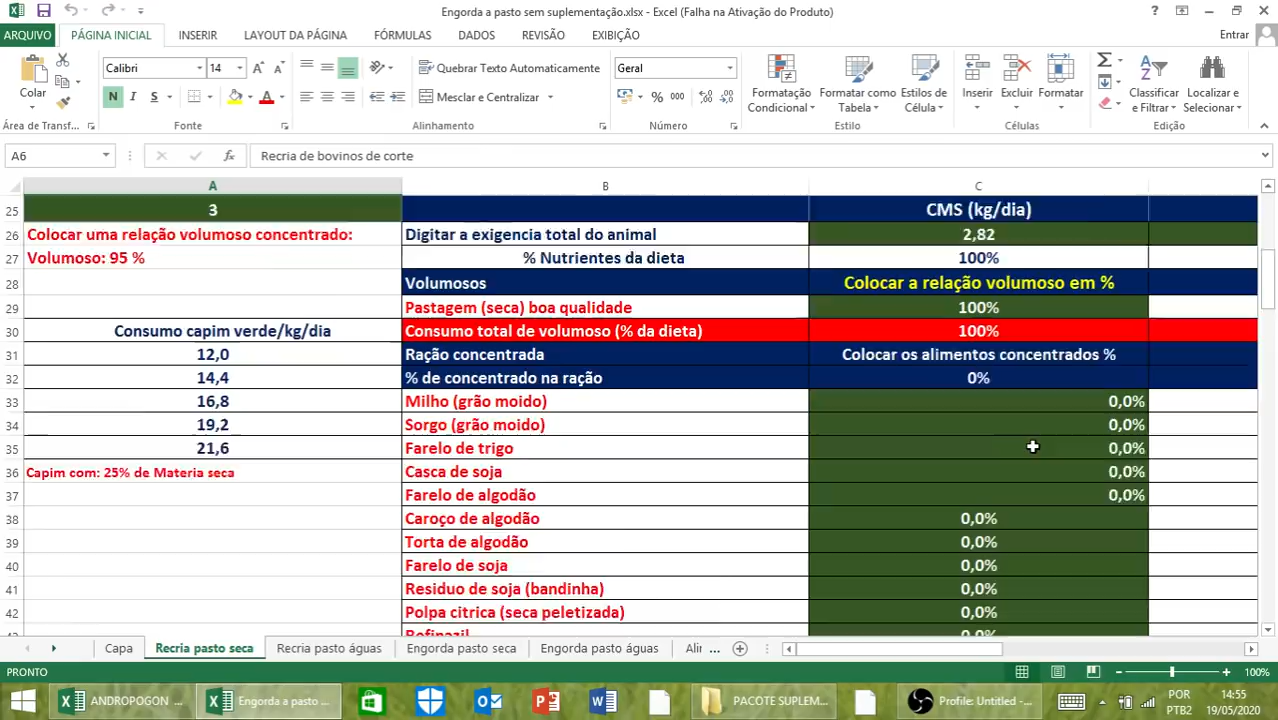 Engorda a pasto sem suplementação.xlsx - Excel (Falha na Ativação do Produto)
ARQUIVO PÁGINA INICIAL INSERIR LAYOUT DA PÁGINA FÓRMULAS DADOS REVISÃO EXIBIÇÃO Entrar
Calibri 14 Quebrar Texto Automaticamente Geral
Colar N I S Mesclar e Centralizar % 000 Formatação Condicional Formatar como Tabela Estilos de Célula Inserir Excluir Formatar Classificar e Filtrar Localizar e Selecionar
Área de Transf... Fonte Alinhamento Número Estilo Células Edição
A6 fx Recria de bovinos de corte
A B C
25 3 CMS (kg/dia)
26 Colocar uma relação volumoso concentrado: Digitar a exigencia total do animal 2,82
27 Volumoso: 95 % % Nutrientes da dieta 100%
28 Volumosos Colocar a relação volumoso em %
29 Pastagem (seca) boa qualidade 100%
30 Consumo capim verde/kg/dia Consumo total de volumoso (% da dieta) 100%
31 12,0 Ração concentrada Colocar os alimentos concentrados %
32 14,4 % de concentrado na ração 0%
33 16,8 Milho (grão moido) 0,0%
34 19,2 Sorgo (grão moido) 0,0%
35 21,6 Farelo de trigo 0,0%
36 Capim com: 25% de Materia seca Casca de soja 0,0%
37 Farelo de algodão 0,0%
38 Caroço de algodão 0,0%
39 Torta de algodão 0,0%
40 Farelo de soja 0,0%
41 Residuo de soja (bandinha) 0,0%
42 Polpa citrica (seca peletizada) 0,0%
43 Refinazil 0,0%
Capa Recria pasto seca Recria pasto águas Engorda pasto seca Engorda pasto águas Alir ...
PRONTO 100%
ANDROPOGON ... Engorda a pasto ... PACOTE SUPLEM... Profile: Untitled -... POR 14:55
PTB2 19/05/2020